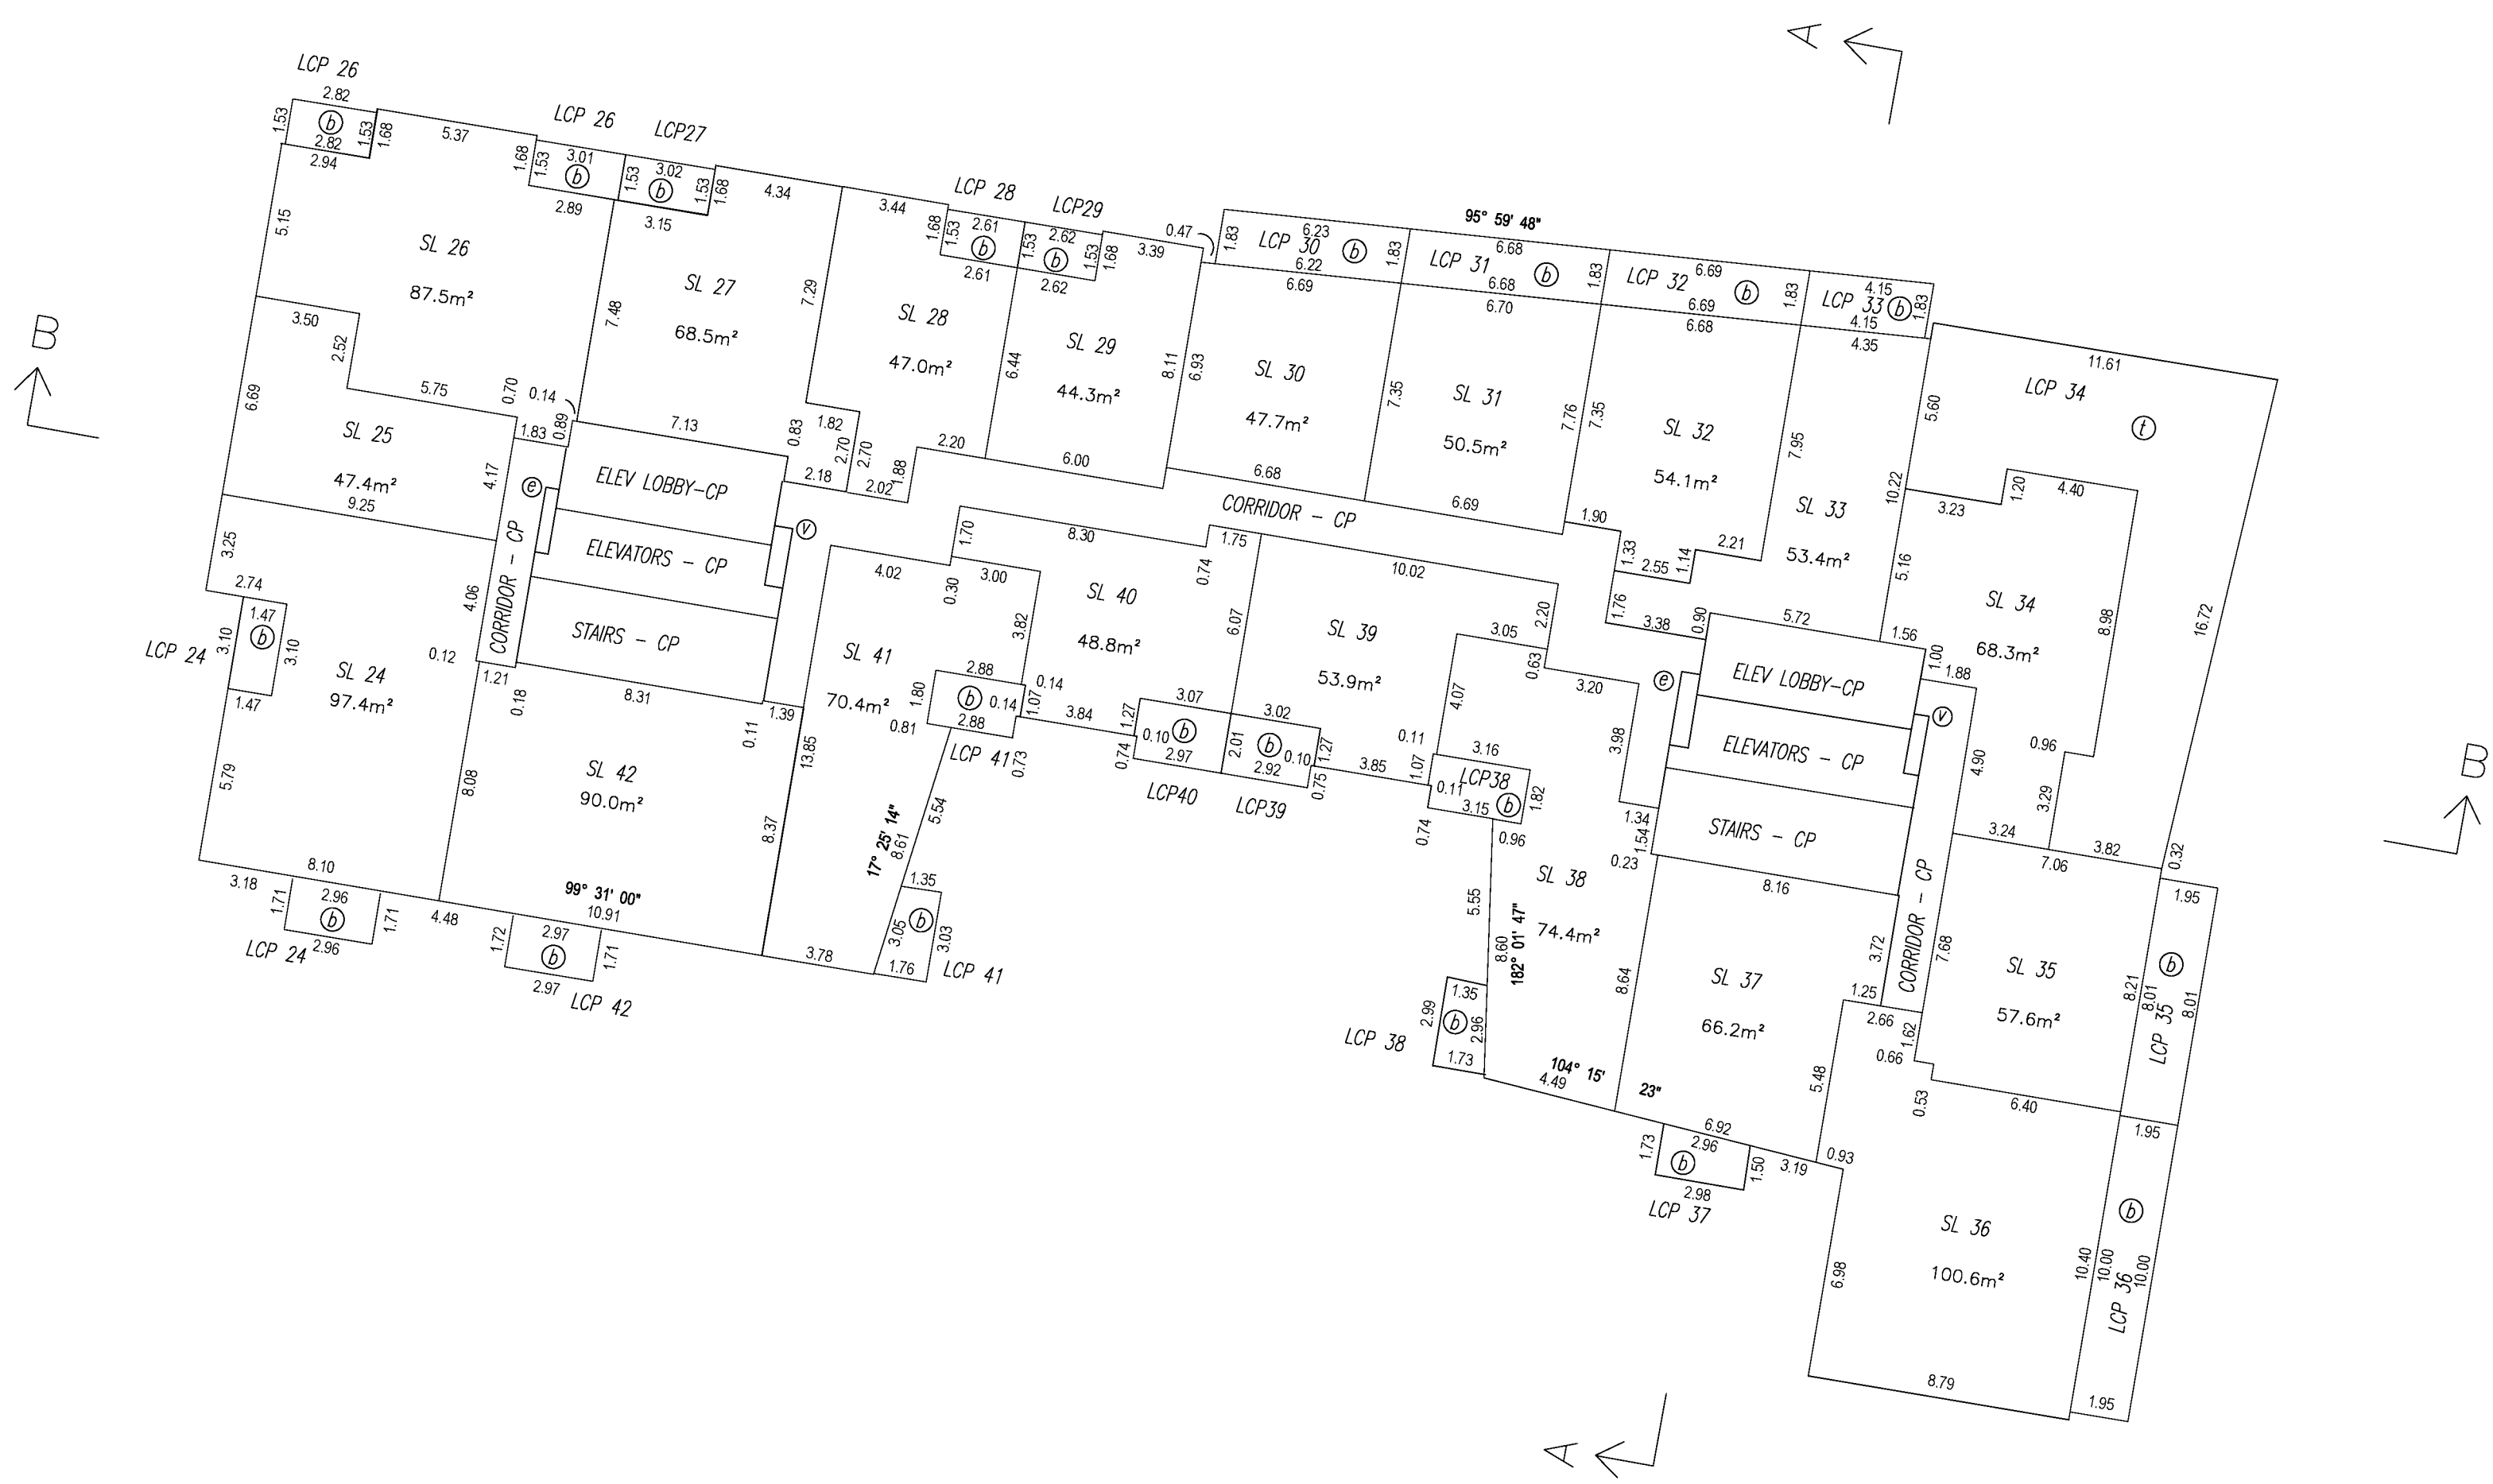 A
LCP 26
2.82
1.53
b
1.53
1.68
2.82
2.94
5.37
LCP 26
LCP27
1.68
1.53
3.01
b
1.53
3.02
b
1.53
1.68
2.89
3.15
4.34
LCP 28
LCP29
3.44
1.68
1.53
2.61
b
1.53
2.62
b
1.53
1.68
2.61
2.62
3.39
0.47
95° 59' 48"
1.83
6.23
LCP 30
b
1.83
6.22
6.69
6.68
LCP 31
b
1.83
6.68
6.70
6.69
LCP 32
b
1.83
6.69
6.68
4.15
LCP 33
b
1.83
4.15
4.35
11.61
LCP 34
t
5.15
SL 26
87.5m²
7.48
SL 27
68.5m²
7.29
SL 28
47.0m²
6.44
SL 29
44.3m²
8.11
6.93
SL 30
47.7m²
7.35
SL 31
50.5m²
7.76
7.35
SL 32
54.1m²
7.95
SL 33
53.4m²
5.60
10.22
5.16
3.23
1.20
4.40
SL 34
68.3m²
8.98
16.72
B
3.50
2.52
5.75
0.70
0.14
0.89
1.83
6.69
SL 25
47.4m²
9.25
4.17
7.13
0.83
1.82
2.70
2.70
2.18
2.02
1.88
2.20
6.00
6.68
6.69
1.90
1.33
2.55
1.14
2.21
e
ELEV LOBBY-CP
v
ELEVATORS - CP
STAIRS - CP
CORRIDOR - CP
CORRIDOR - CP
3.25
2.74
1.47
b
3.10
3.10
LCP 24
1.47
SL 24
97.4m²
5.79
4.06
0.12
1.21
0.18
8.31
0.11
1.39
13.85
8.08
SL 42
90.0m²
8.37
4.02
0.30
1.70
3.00
8.30
0.74
1.75
10.02
SL 41
70.4m²
3.82
SL 40
48.8m²
6.07
SL 39
53.9m²
2.88
1.80
b
0.14
0.14
1.07
0.81
2.88
LCP 41
0.73
3.84
3.07
1.27
0.10
b
0.74
2.97
LCP40
2.01
3.02
b
0.10
1.27
2.92
LCP39
0.75
3.85
3.05
2.20
0.63
4.07
3.20
3.98
0.11
3.16
1.07
LCP38
0.11
3.15
b
1.82
0.74
0.96
1.76
3.38
0.90
5.72
1.56
1.00
1.88
e
ELEV LOBBY-CP
v
ELEVATORS - CP
STAIRS - CP
CORRIDOR - CP
4.90
0.96
3.29
3.24
3.82
7.06
0.32
B
1.34
1.54
0.23
8.16
17° 25' 14"
8.61
5.54
1.35
b
3.05
3.03
1.76
LCP 41
3.78
8.10
3.18
1.71
2.96
b
1.71
2.96
LCP 24
4.48
99° 31' 00"
10.91
1.72
2.97
b
1.71
2.97
LCP 42
5.55
8.60
182° 01' 47"
SL 38
74.4m²
8.64
1.35
2.99
b
2.96
1.73
LCP 38
104° 15'
23"
4.49
SL 37
66.2m²
3.72
1.25
2.66
1.62
0.66
0.53
7.68
SL 35
57.6m²
6.40
1.95
b
8.21
8.01
8.01
LCP 35
1.95
5.48
6.92
1.73
2.96
b
1.50
2.98
LCP 37
3.19
0.93
SL 36
100.6m²
6.98
8.79
b
10.40
10.00
10.00
LCP 36
1.95
A